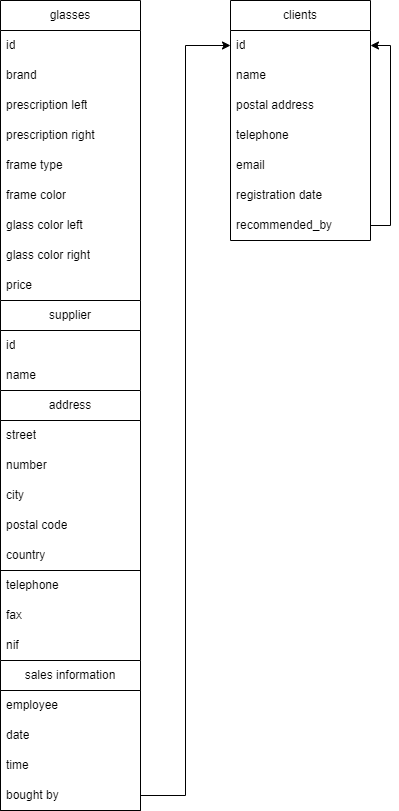 glasses
id
brand
prescription left
prescription right
frame type
frame color
glass color left
glass color right
price
supplier
id
name
address
street
number
city
postal code
country
telephone
fax
nif
sales information
employee
date
time
bought by
clients
id
name
postal address
telephone
email
registration date
recommended_by